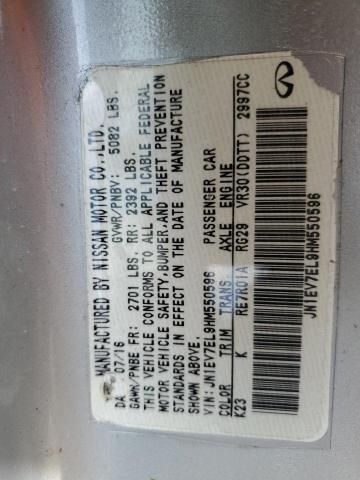 MANUFACTURED BY NISSAN MOTOR CO.,LTD.
DA 07/16 GVWR/PNBV: 5082 LBS.
GAWR/PNBE FR: 2701 LBS. RR: 2392 LBS.
THIS VEHICLE CONFORMS TO ALL APPLICABLE FEDERAL
MOTOR VEHICLE SAFETY,BUMPER,AND THEFT PREVENTION
STANDARDS IN EFFECT ON THE DATE OF MANUFACTURE
SHOWN ABOVE.
VIN:JN1EV7EL9HM550596 PASSENGER CAR
COLOR TRIM TRANS AXLE ENGINE
K23 K RE7R01A RG29 VR30(DDTT) 2997CC
JN1EV7EL9HM550596